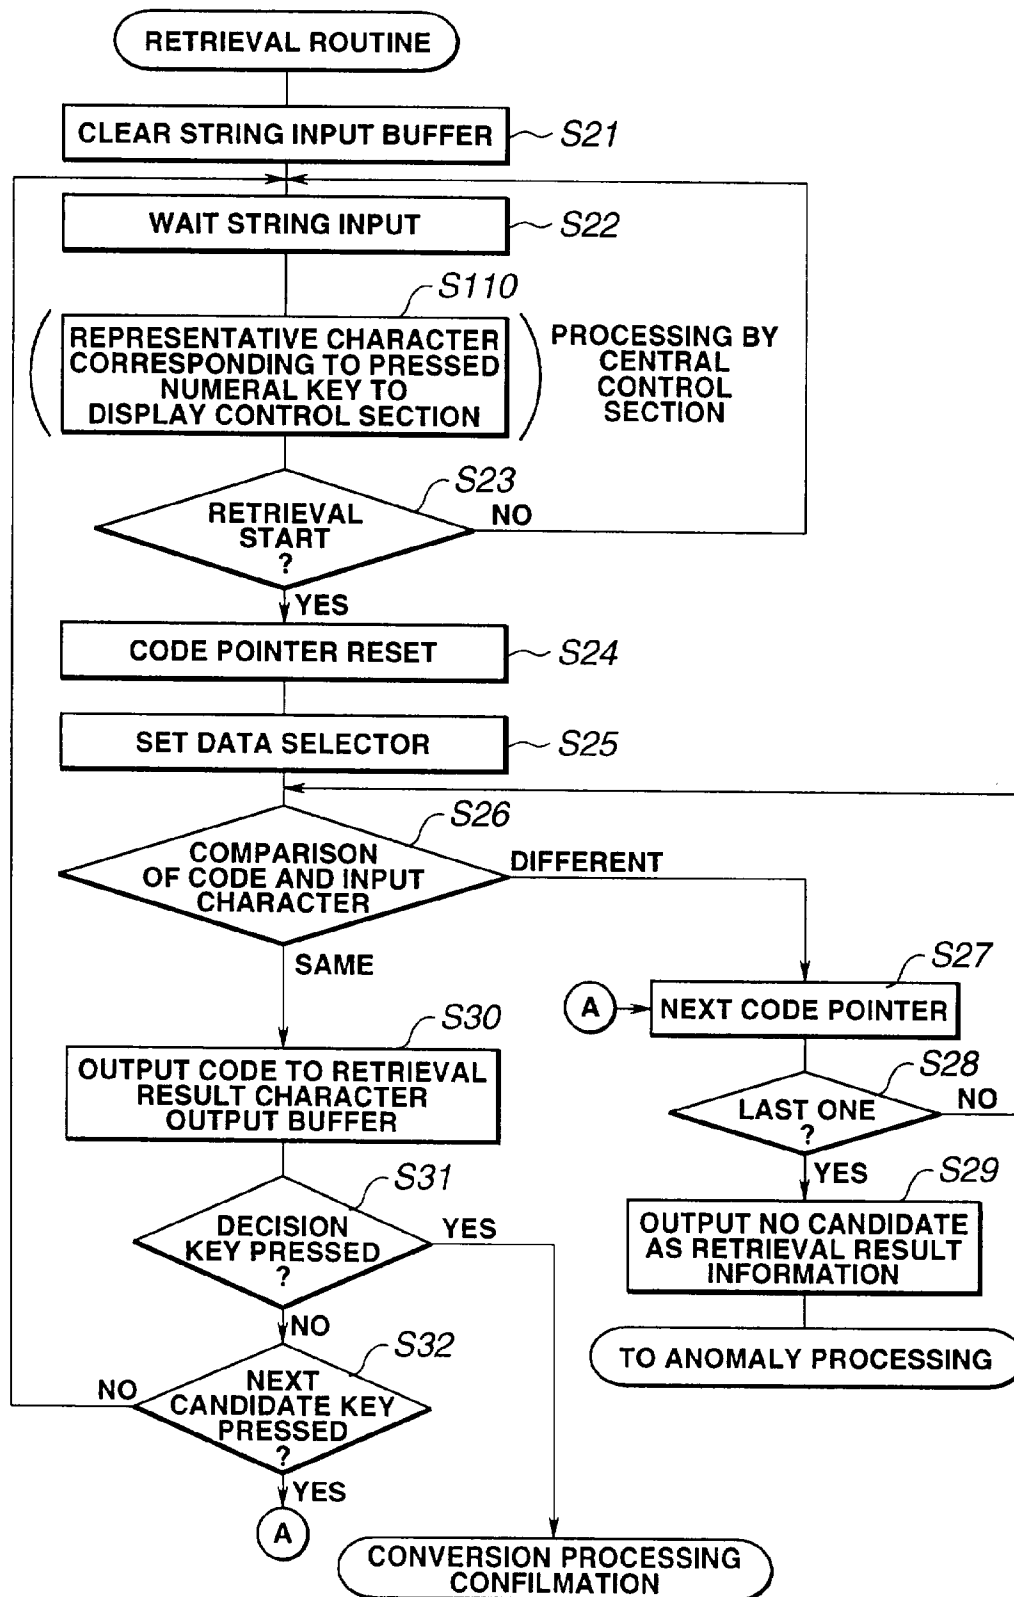 RETRIEVAL ROUTINE
CLEAR STRING INPUT BUFFER
S21
WAIT STRING INPUT
S22
S110
REPRESENTATIVE CHARACTER
CORRESPONDING TO PRESSED
NUMERAL KEY TO
DISPLAY CONTROL SECTION
PROCESSING BY
CENTRAL
CONTROL
SECTION
S23
RETRIEVAL
START
?
NO
YES
CODE POINTER RESET
S24
SET DATA SELECTOR
S25
S26
COMPARISON
OF CODE AND INPUT
CHARACTER
DIFFERENT
SAME
S27
A
NEXT CODE POINTER
S28
LAST ONE
?
NO
YES
S29
OUTPUT NO CANDIDATE
AS RETRIEVAL RESULT
INFORMATION
TO ANOMALY PROCESSING
S30
OUTPUT CODE TO RETRIEVAL
RESULT CHARACTER
OUTPUT BUFFER
S31
DECISION
KEY PRESSED
?
YES
NO
S32
NEXT
CANDIDATE KEY
PRESSED
?
NO
YES
A
CONVERSION PROCESSING
CONFILMATION